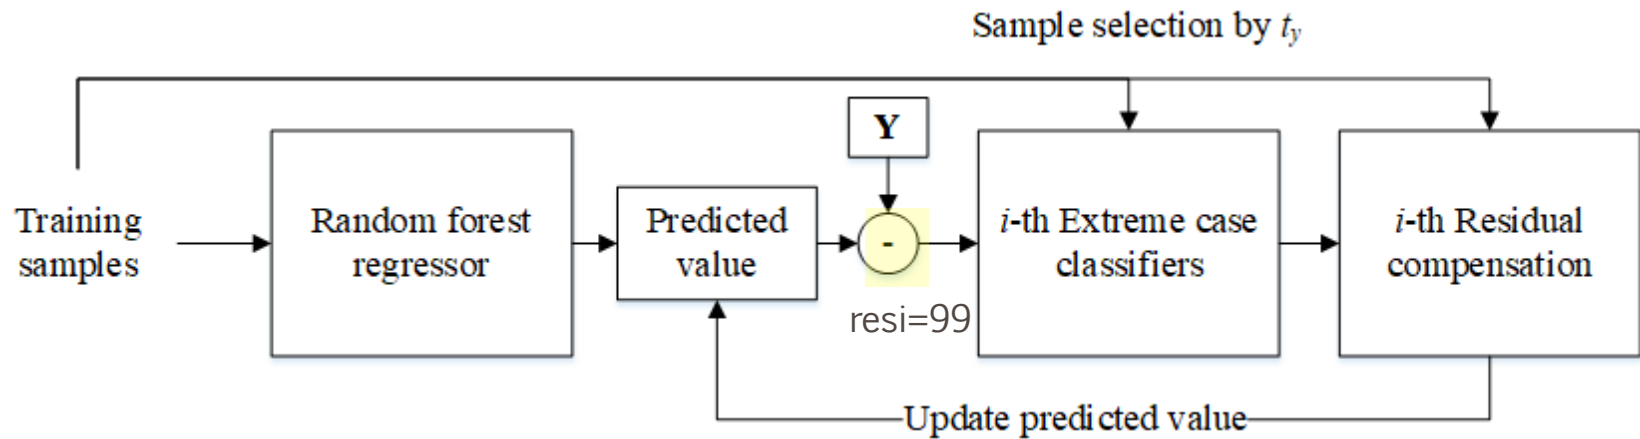 Sample selection by t_y
Y
Training
samples
Random forest
regressor
Predicted
value
-
i-th Extreme case
classifiers
i-th Residual
compensation
resi=99
Update predicted value